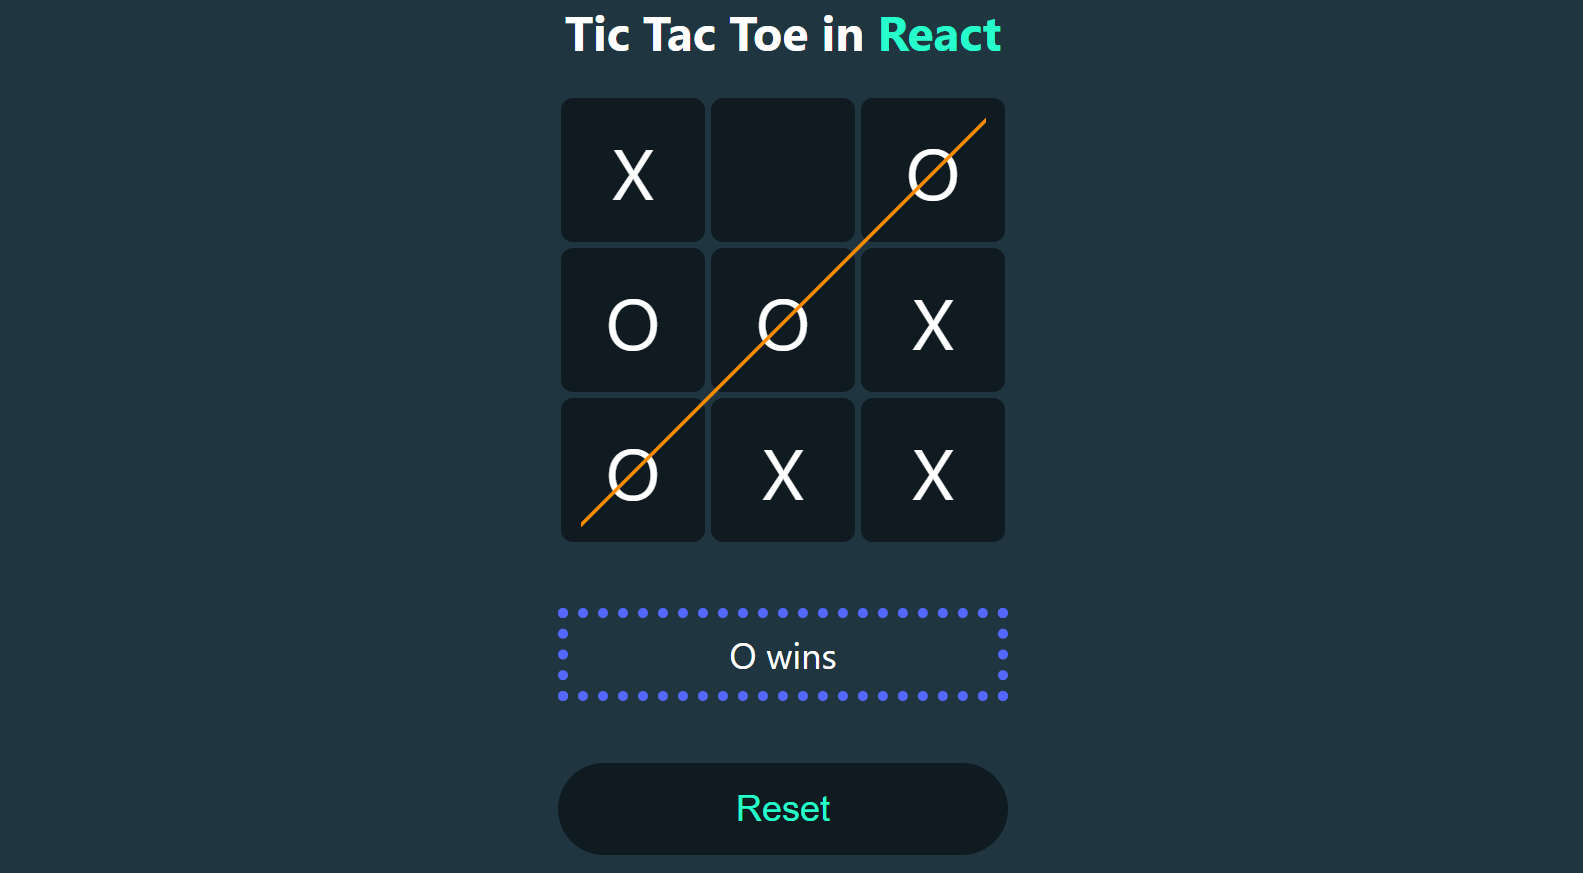 Tic Tac Toe in React
X O
O O X
O X X
O wins
Reset